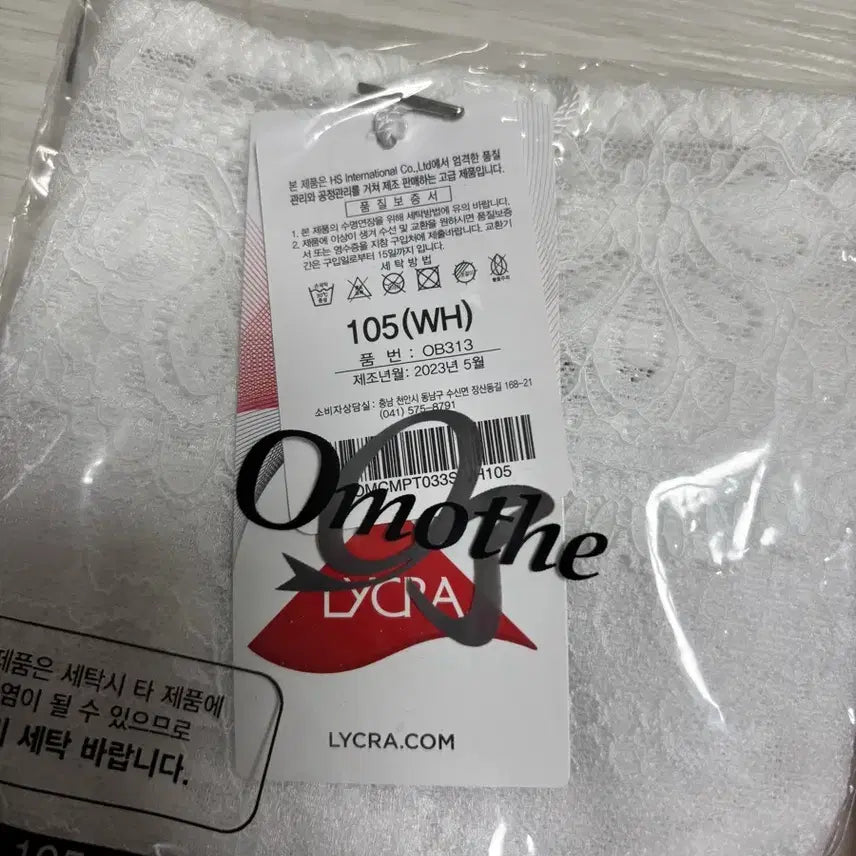 본 제품은 HS International Co.,Ltd에서 엄격한 품질
관리와 공정관리를 거쳐 제조 판매하는 고급 제품입니다.
품질보증서
1. 본 제품의 수명연장을 위해 세탁방법에 유의 바랍니다.
2. 제품에 이상이 생겨 수선 및 교환을 원하시면 품질보증
서 또는 영수증을 지참 구입처에 제출바랍니다. 교환기
간은 구입일로부터 15일까지 입니다.
세탁방법
105(WH)
품 번 : OB313
제조년월: 2023년 5월
소비자상담실 : 충남 천안시 동남구 수신면 장산동길 168-21
(041) 575-8791
Omothe
LYCRA
LYCRA.COM
제품은 세탁시 타 제품에
염이 될 수 있으므로
세탁 바랍니다.